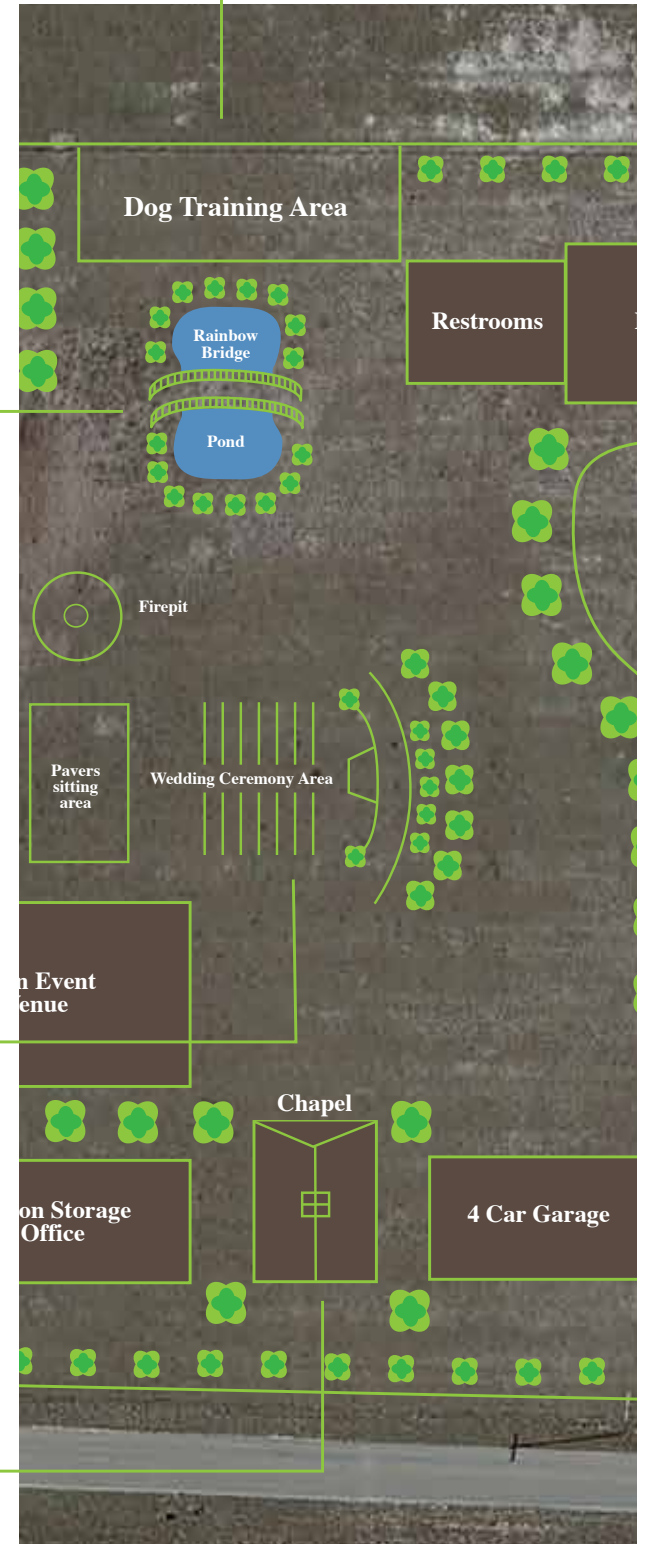 Dog Training Area
Restrooms
Rainbow
Bridge
Pond
Firepit
Pavers
sitting
area
Wedding Ceremony Area
n Event
enue
Chapel
on Storage
Office
4 Car Garage